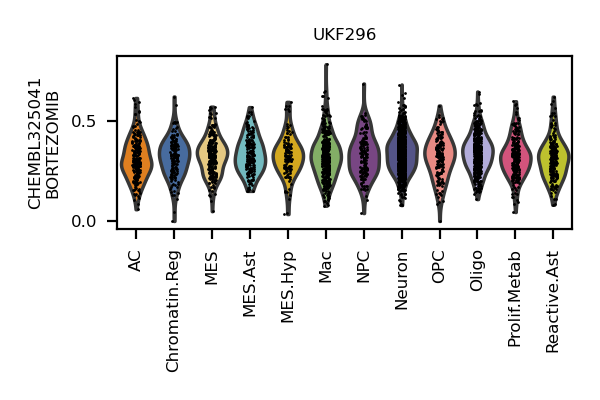 UKF296
CHEMBL325041
BORTEZOMIB
0.5
0.0
AC
Chromatin.Reg
MES
MES.Ast
MES.Hyp
Mac
NPC
Neuron
OPC
Oligo
Prolif.Metab
Reactive.Ast